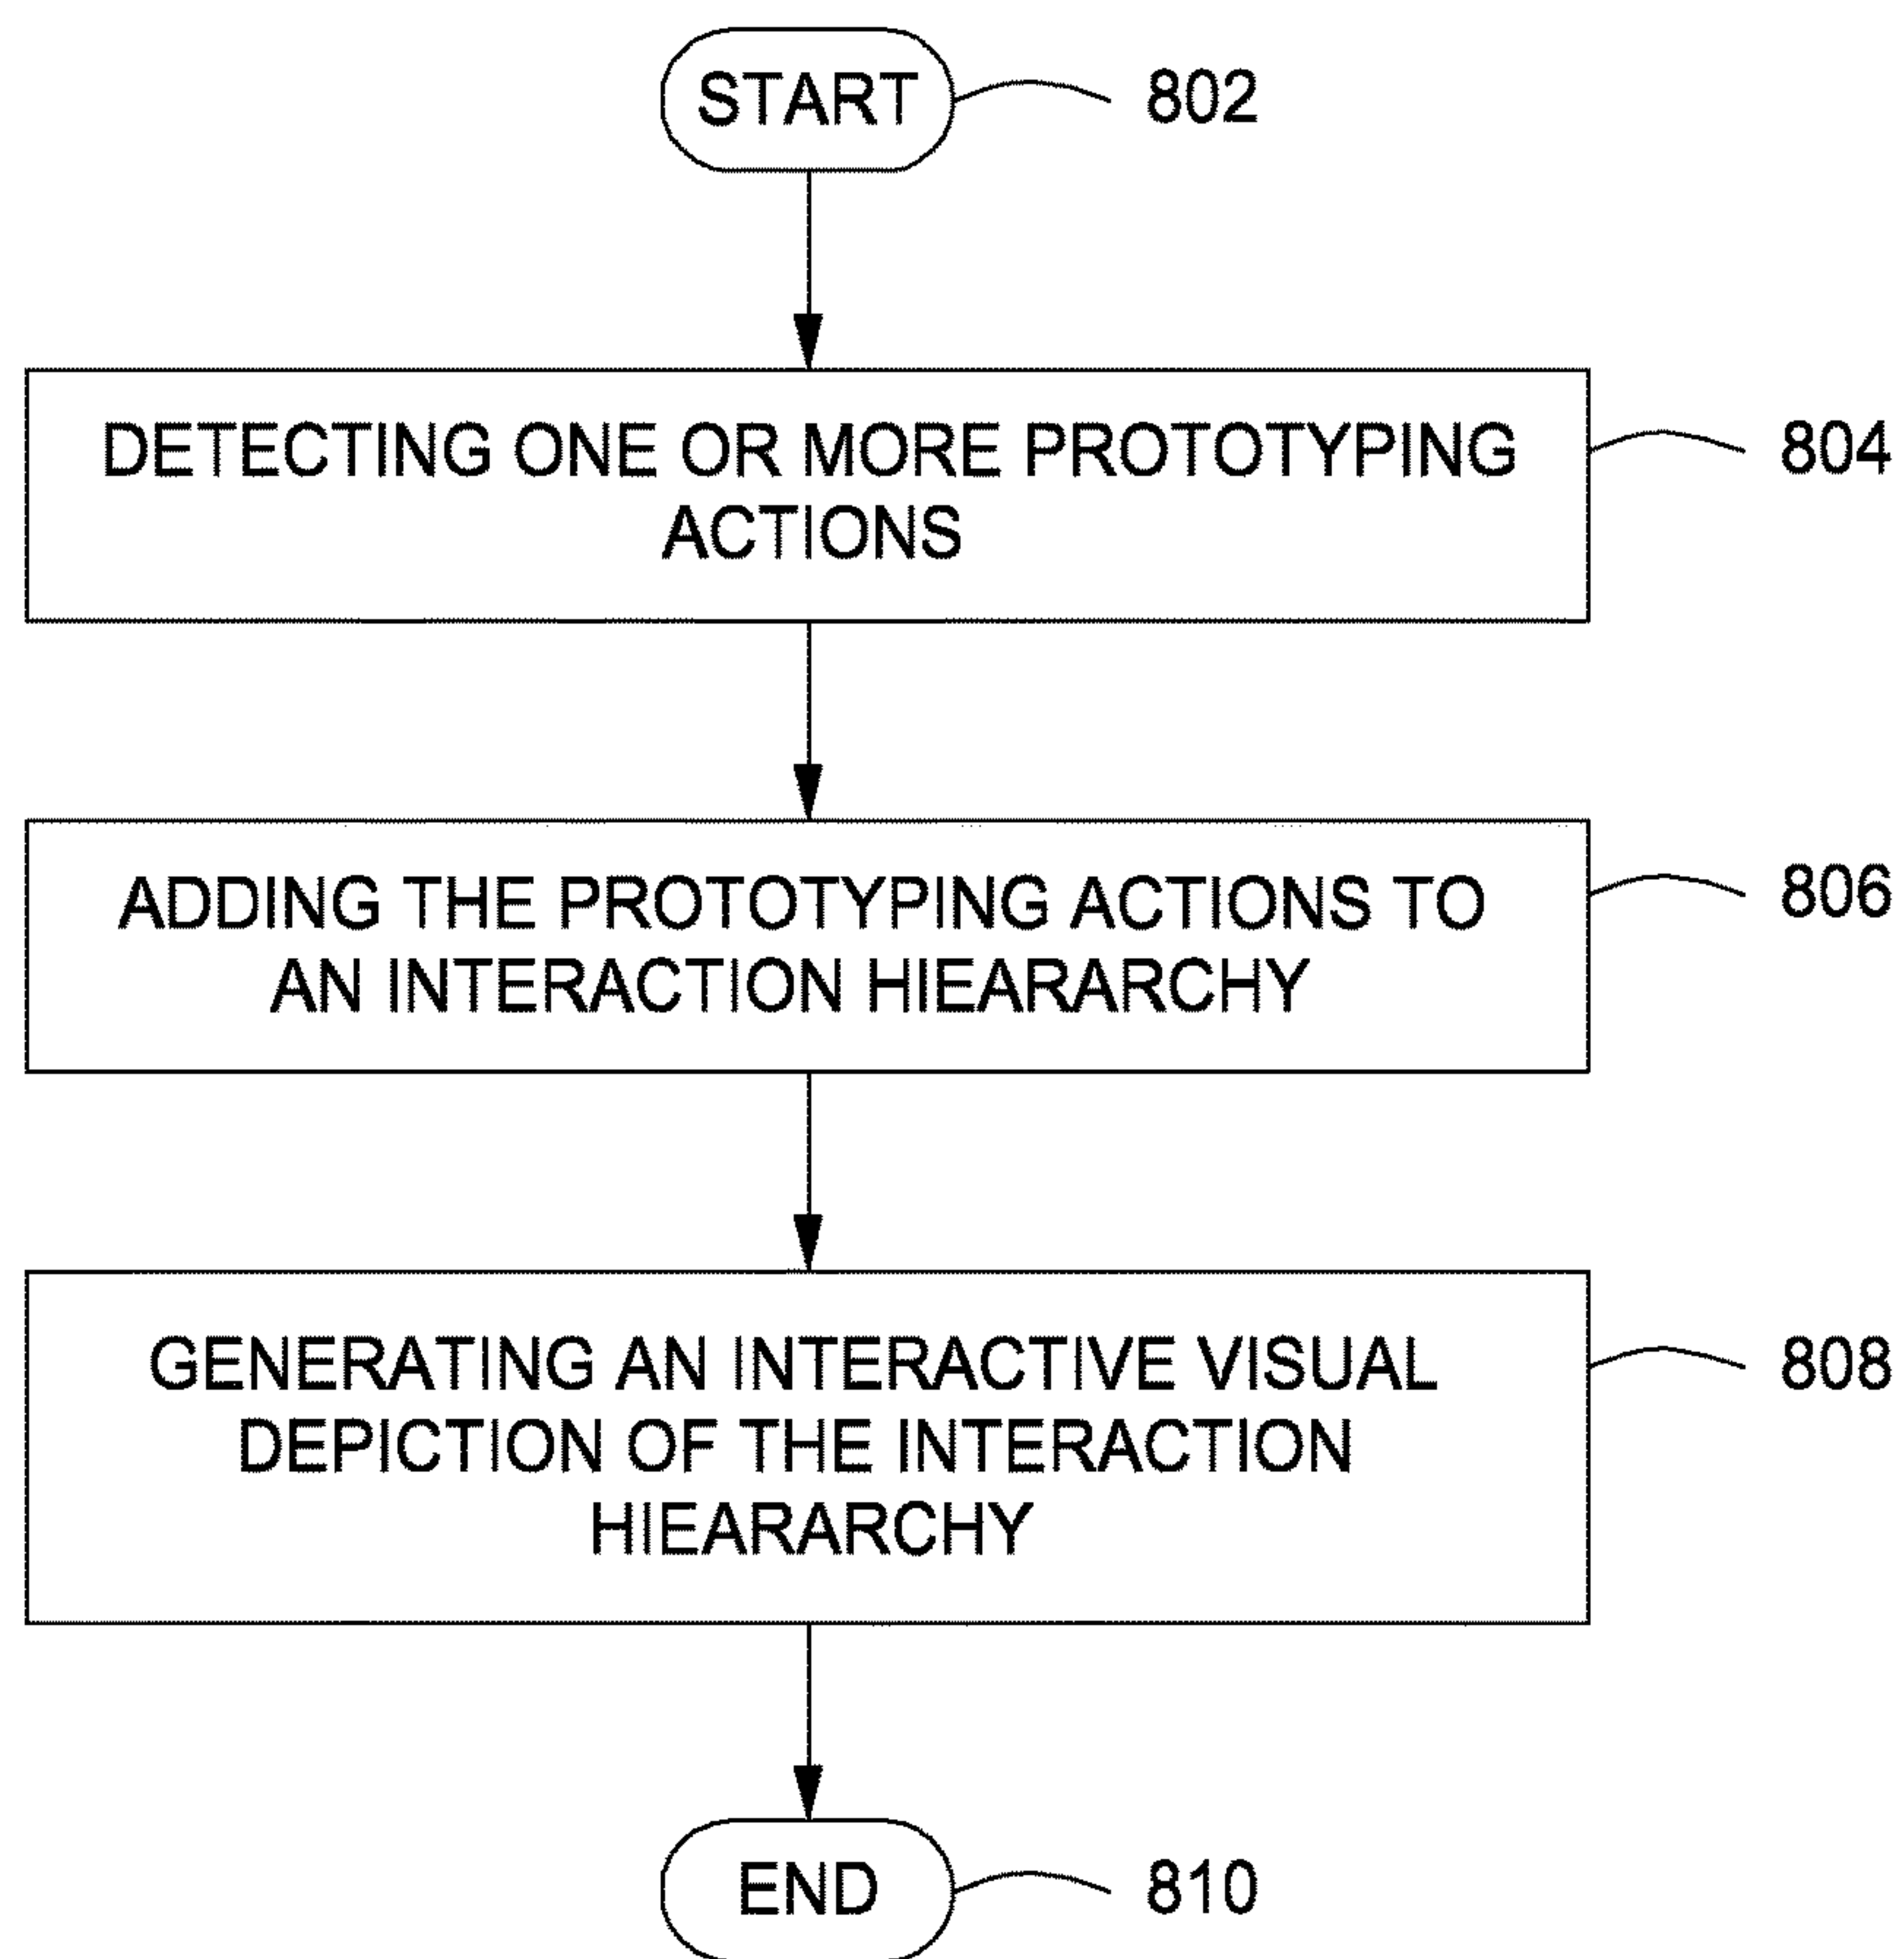 START
802
DETECTING ONE OR MORE PROTOTYPING
ACTIONS
804
ADDING THE PROTOTYPING ACTIONS TO
AN INTERACTION HIEARARCHY
806
GENERATING AN INTERACTIVE VISUAL
DEPICTION OF THE INTERACTION
HIEARARCHY
808
END
810